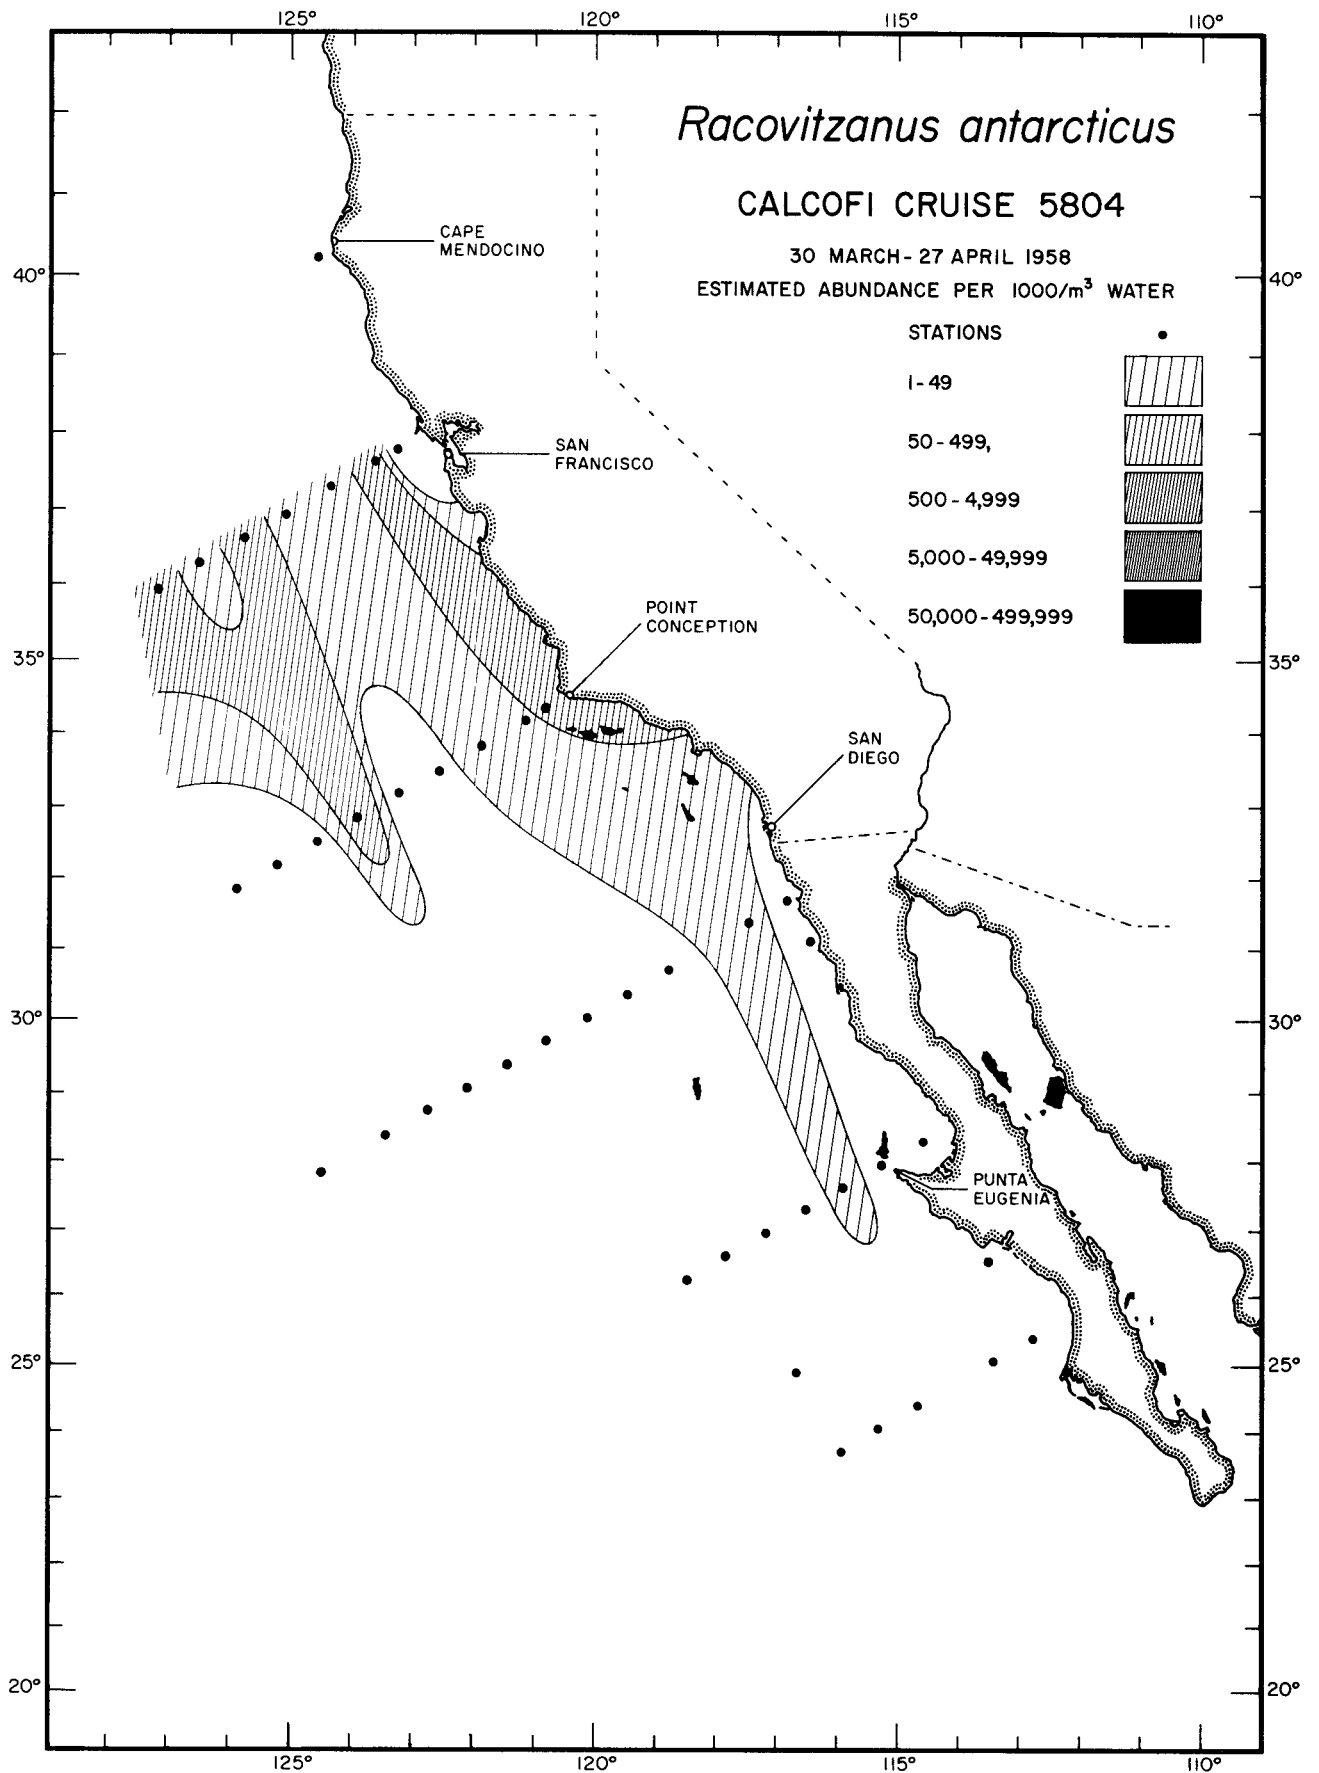 125° 120° 115° 110°
Racovitzanus antarcticus
CALCOFI CRUISE 5804
30 MARCH - 27 APRIL 1958
ESTIMATED ABUNDANCE PER 1000/m³ WATER
STATIONS
1 - 49
50 - 499,
500 - 4,999
5,000 - 49,999
50,000 - 499,999
CAPE
MENDOCINO
40° 40°
SAN
FRANCISCO
POINT
CONCEPTION
35° 35°
SAN
DIEGO
30° 30°
PUNTA
EUGENIA
25° 25°
20° 20°
125° 120° 115° 110°